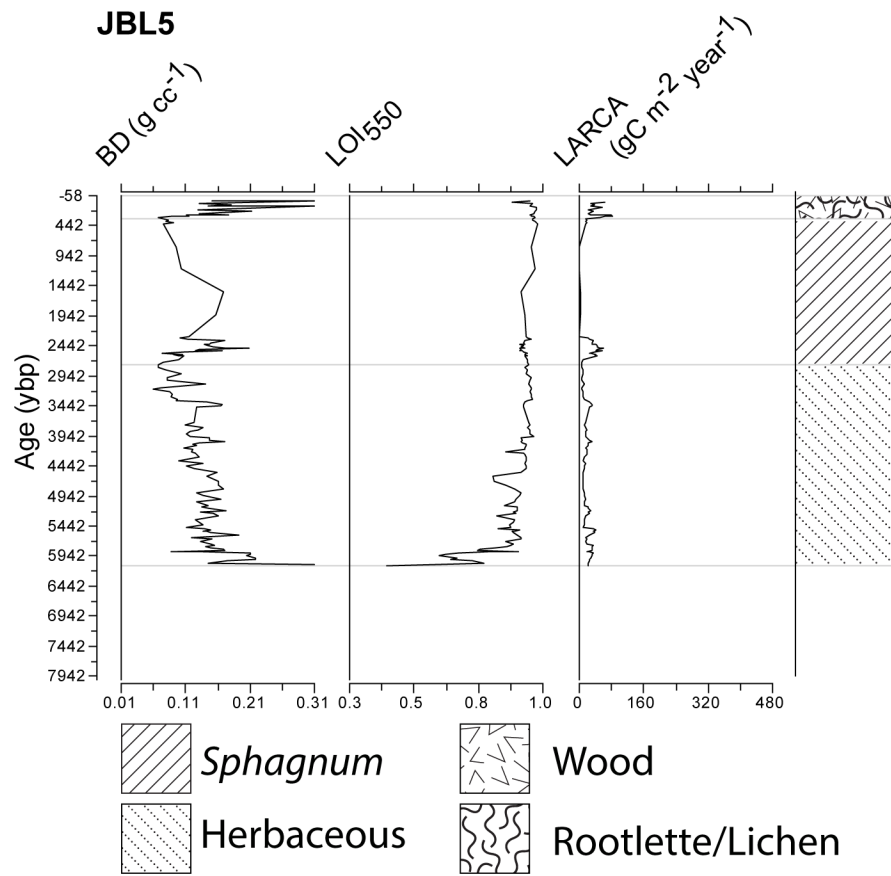 JBL5
BD (g cc-1)
LOI550
LARCA
(gC m-2 year-1)
Age (ybp)
-58
442
942
1442
1942
2442
2942
3442
3942
4442
4942
5442
5942
6442
6942
7442
7942
0.01 0.11 0.21 0.31 0.3 0.5 0.8 1.0 0 160 320 480
Sphagnum
Wood
Herbaceous
Rootlette/Lichen